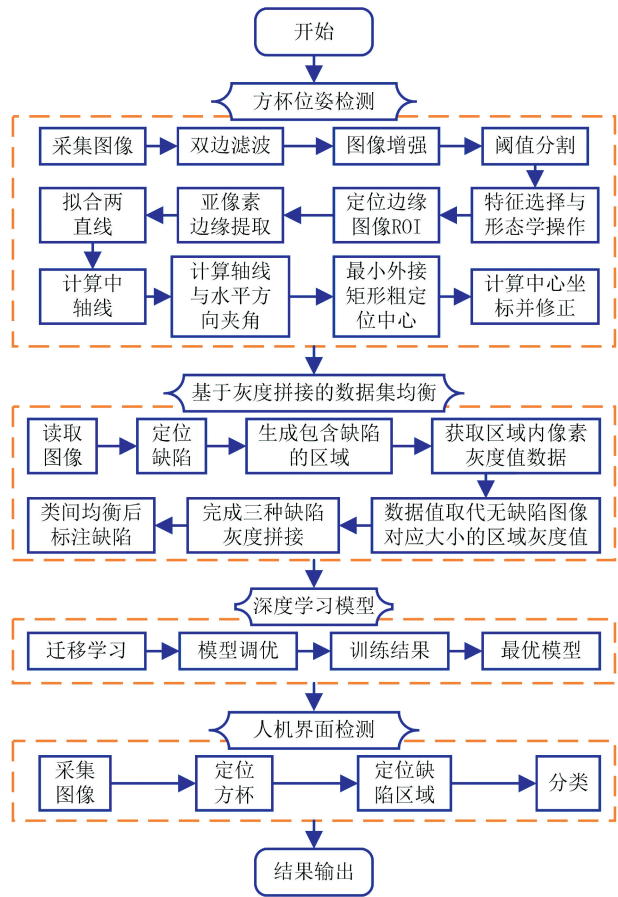 开始
方杯位姿检测
采集图像
双边滤波
图像增强
阈值分割
特征选择与
形态学操作
定位边缘
图像ROI
亚像素
边缘提取
拟合两
直线
计算中
轴线
计算轴线
与水平方
向夹角
最小外接
矩形粗定
位中心
计算中心坐
标并修正
基于灰度拼接的数据集均衡
读取
图像
定位
缺陷
生成包含缺陷
的区域
获取区域内像素
灰度值数据
数据值取代无缺陷图像
对应大小的区域灰度值
完成三种缺陷
灰度拼接
类间均衡后
标注缺陷
深度学习模型
迁移学习
模型调优
训练结果
最优模型
人机界面检测
采集
图像
定位
方杯
定位缺
陷区域
分类
结果输出